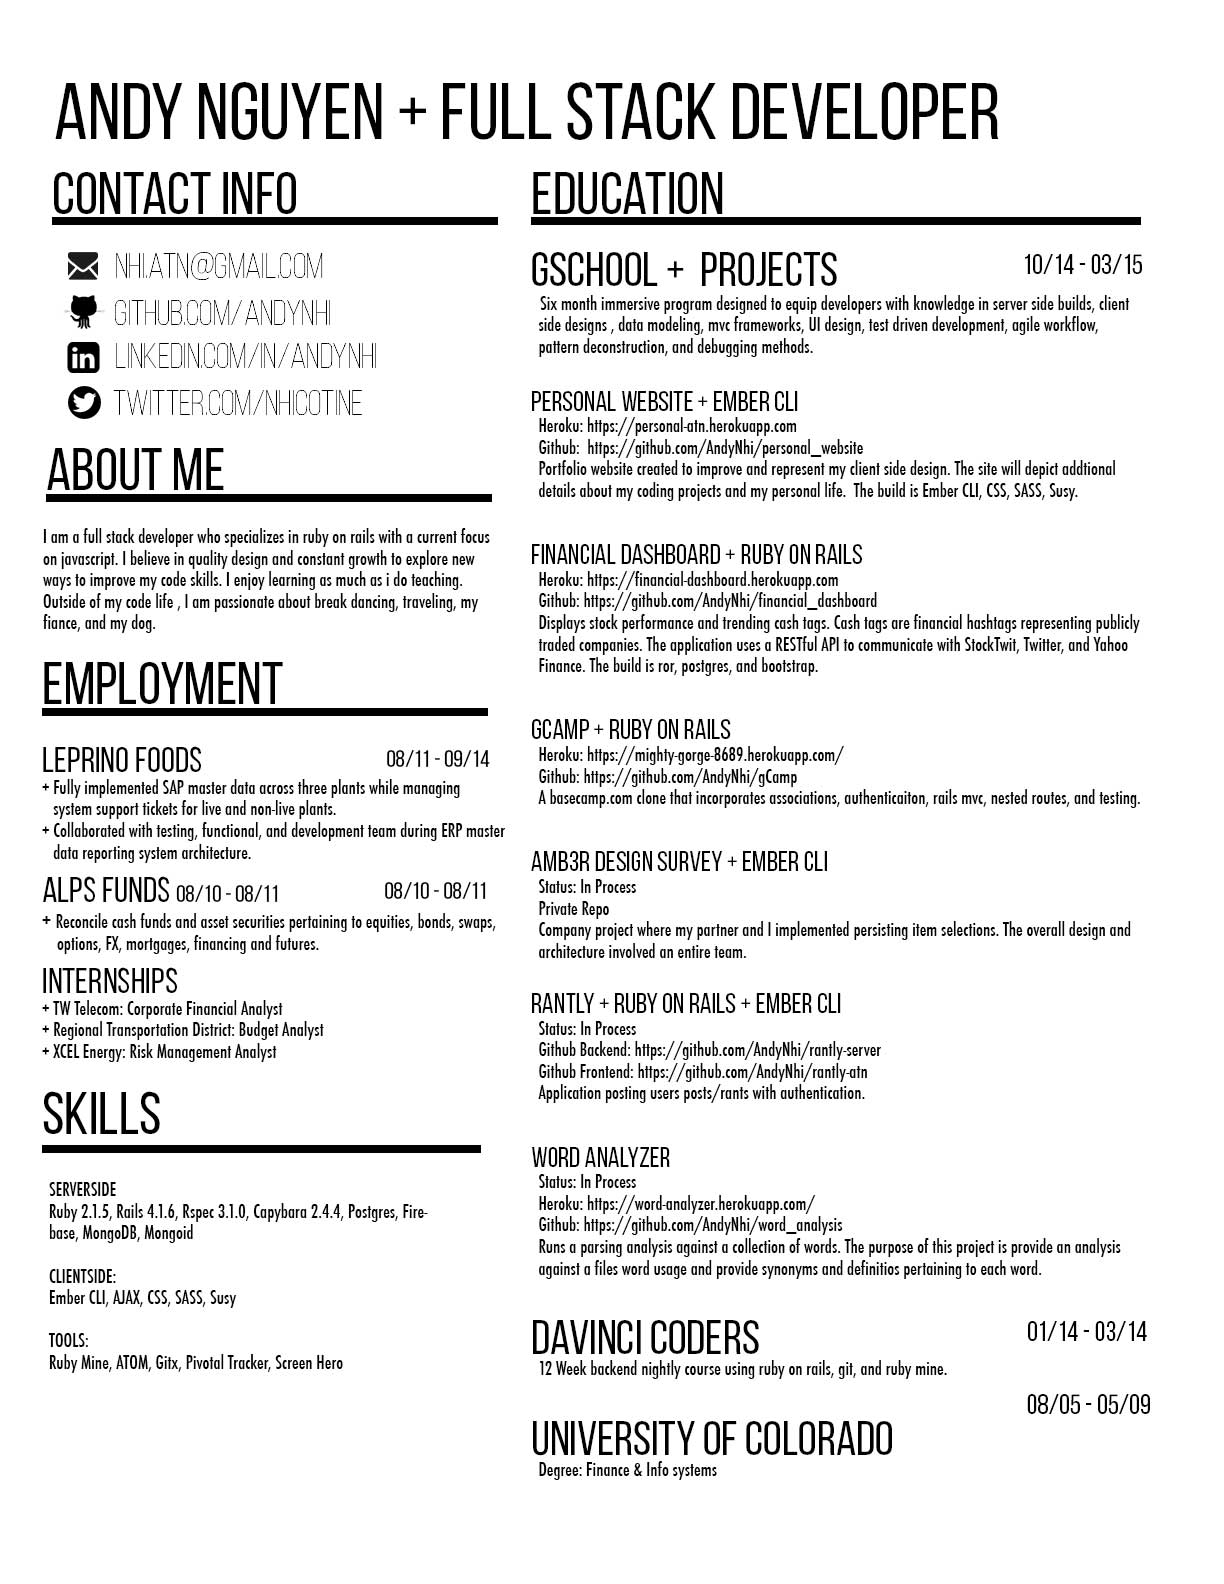 ANDY NGUYEN + FULL STACK DEVELOPER
CONTACT INFO
NHI.ATN@GMAIL.COM
GITHUB.COM/ANDYNHI
LINKEDIN.COM/IN/ANDYNHI
TWITTER.COM/NHICOTINE
ABOUT ME
I am a full stack developer who specializes in ruby on rails with a current focus
on javascript. I believe in quality design and constant growth to explore new
ways to improve my code skills. I enjoy learning as much as i do teaching.
Outside of my code life , I am passionate about break dancing, traveling, my
fiance, and my dog.
EMPLOYMENT
LEPRINO FOODS 08/11 - 09/14
+ Fully implemented SAP master data across three plants while managing
system support tickets for live and non-live plants.
+ Collaborated with testing, functional, and development team during ERP master
data reporting system architecture.
ALPS FUNDS 08/10 - 08/11 08/10 - 08/11
+ Reconcile cash funds and asset securities pertaining to equities, bonds, swaps,
options, FX, mortgages, financing and futures.
INTERNSHIPS
+ TW Telecom: Corporate Financial Analyst
+ Regional Transportation District: Budget Analyst
+ XCEL Energy: Risk Management Analyst
SKILLS
SERVERSIDE
Ruby 2.1.5, Rails 4.1.6, Rspec 3.1.0, Capybara 2.4.4, Postgres, Fire-
base, MongoDB, Mongoid
CLIENTSIDE:
Ember CLI, AJAX, CSS, SASS, Susy
TOOLS:
Ruby Mine, ATOM, Gitx, Pivotal Tracker, Screen Hero
EDUCATION
GSCHOOL + PROJECTS 10/14 - 03/15
Six month immersive program designed to equip developers with knowledge in server side builds, client
side designs , data modeling, mvc frameworks, UI design, test driven development, agile workflow,
pattern deconstruction, and debugging methods.
PERSONAL WEBSITE + EMBER CLI
Heroku: https://personal-atn.herokuapp.com
Github: https://github.com/AndyNhi/personal_website
Portfolio website created to improve and represent my client side design. The site will depict addtional
details about my coding projects and my personal life. The build is Ember CLI, CSS, SASS, Susy.
FINANCIAL DASHBOARD + RUBY ON RAILS
Heroku: https://financial-dashboard.herokuapp.com
Github: https://github.com/AndyNhi/financial_dashboard
Displays stock performance and trending cash tags. Cash tags are financial hashtags representing publicly
traded companies. The application uses a RESTful API to communicate with StockTwit, Twitter, and Yahoo
Finance. The build is ror, postgres, and bootstrap.
GCAMP + RUBY ON RAILS
Heroku: https://mighty-gorge-8689.herokuapp.com/
Github: https://github.com/AndyNhi/gCamp
A basecamp.com clone that incorporates associations, authenticaiton, rails mvc, nested routes, and testing.
AMB3R DESIGN SURVEY + EMBER CLI
Status: In Process
Private Repo
Company project where my partner and I implemented persisting item selections. The overall design and
architecture involved an entire team.
RANTLY + RUBY ON RAILS + EMBER CLI
Status: In Process
Github Backend: https://github.com/AndyNhi/rantly-server
Github Frontend: https://github.com/AndyNhi/rantly-atn
Application posting users posts/rants with authentication.
WORD ANALYZER
Status: In Process
Heroku: https://word-analyzer.herokuapp.com/
Github: https://github.com/AndyNhi/word_analysis
Runs a parsing analysis against a collection of words. The purpose of this project is provide an analysis
against a files word usage and provide synonyms and definitios pertaining to each word.
DAVINCI CODERS 01/14 - 03/14
12 Week backend nightly course using ruby on rails, git, and ruby mine.
08/05 - 05/09
UNIVERSITY OF COLORADO
Degree: Finance & Info systems